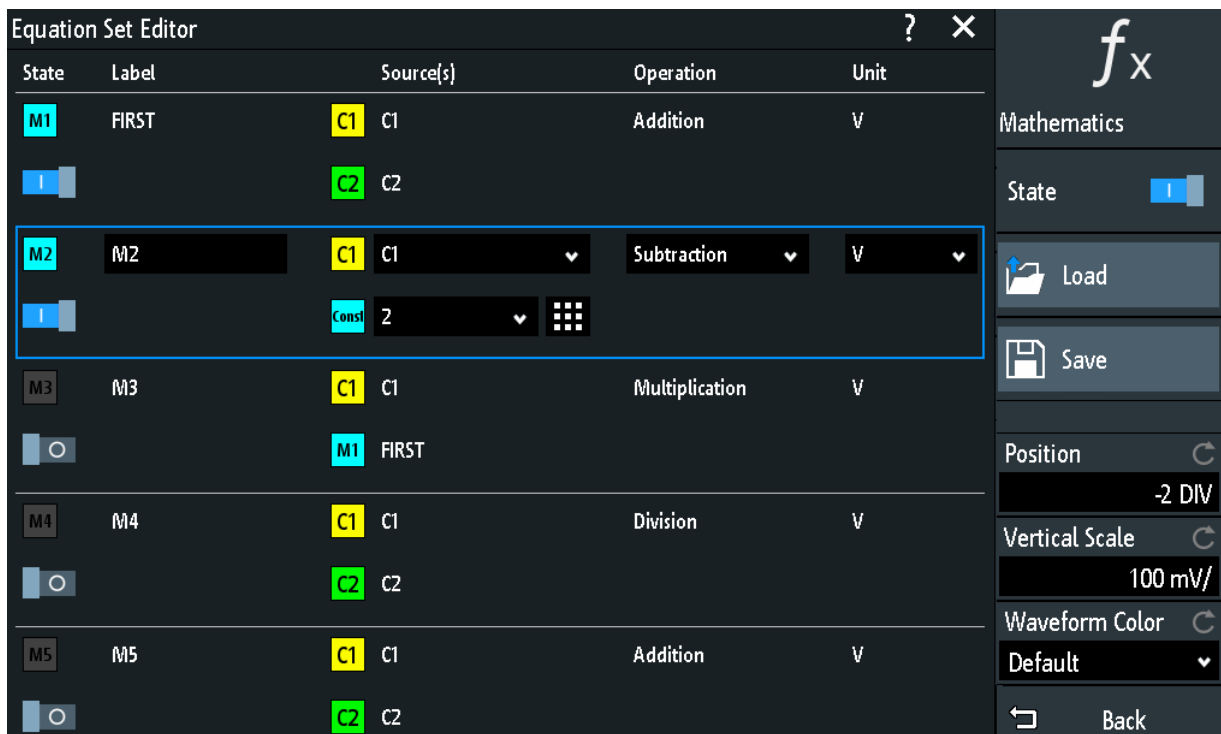 Equation Set Editor ? ×
State Label Source(s) Operation Unit
M1 FIRST C1 C1 Addition V
I C2 C2
M2 M2 C1 C1 Subtraction V
I Const 2
M3 M3 C1 C1 Multiplication V
O M1 FIRST
M4 M4 C1 C1 Division V
O C2 C2
M5 M5 C1 C1 Addition V
O C2 C2
fx
Mathematics
State I
Load
Save
Position
-2 DIV
Vertical Scale
100 mV/
Waveform Color
Default
Back